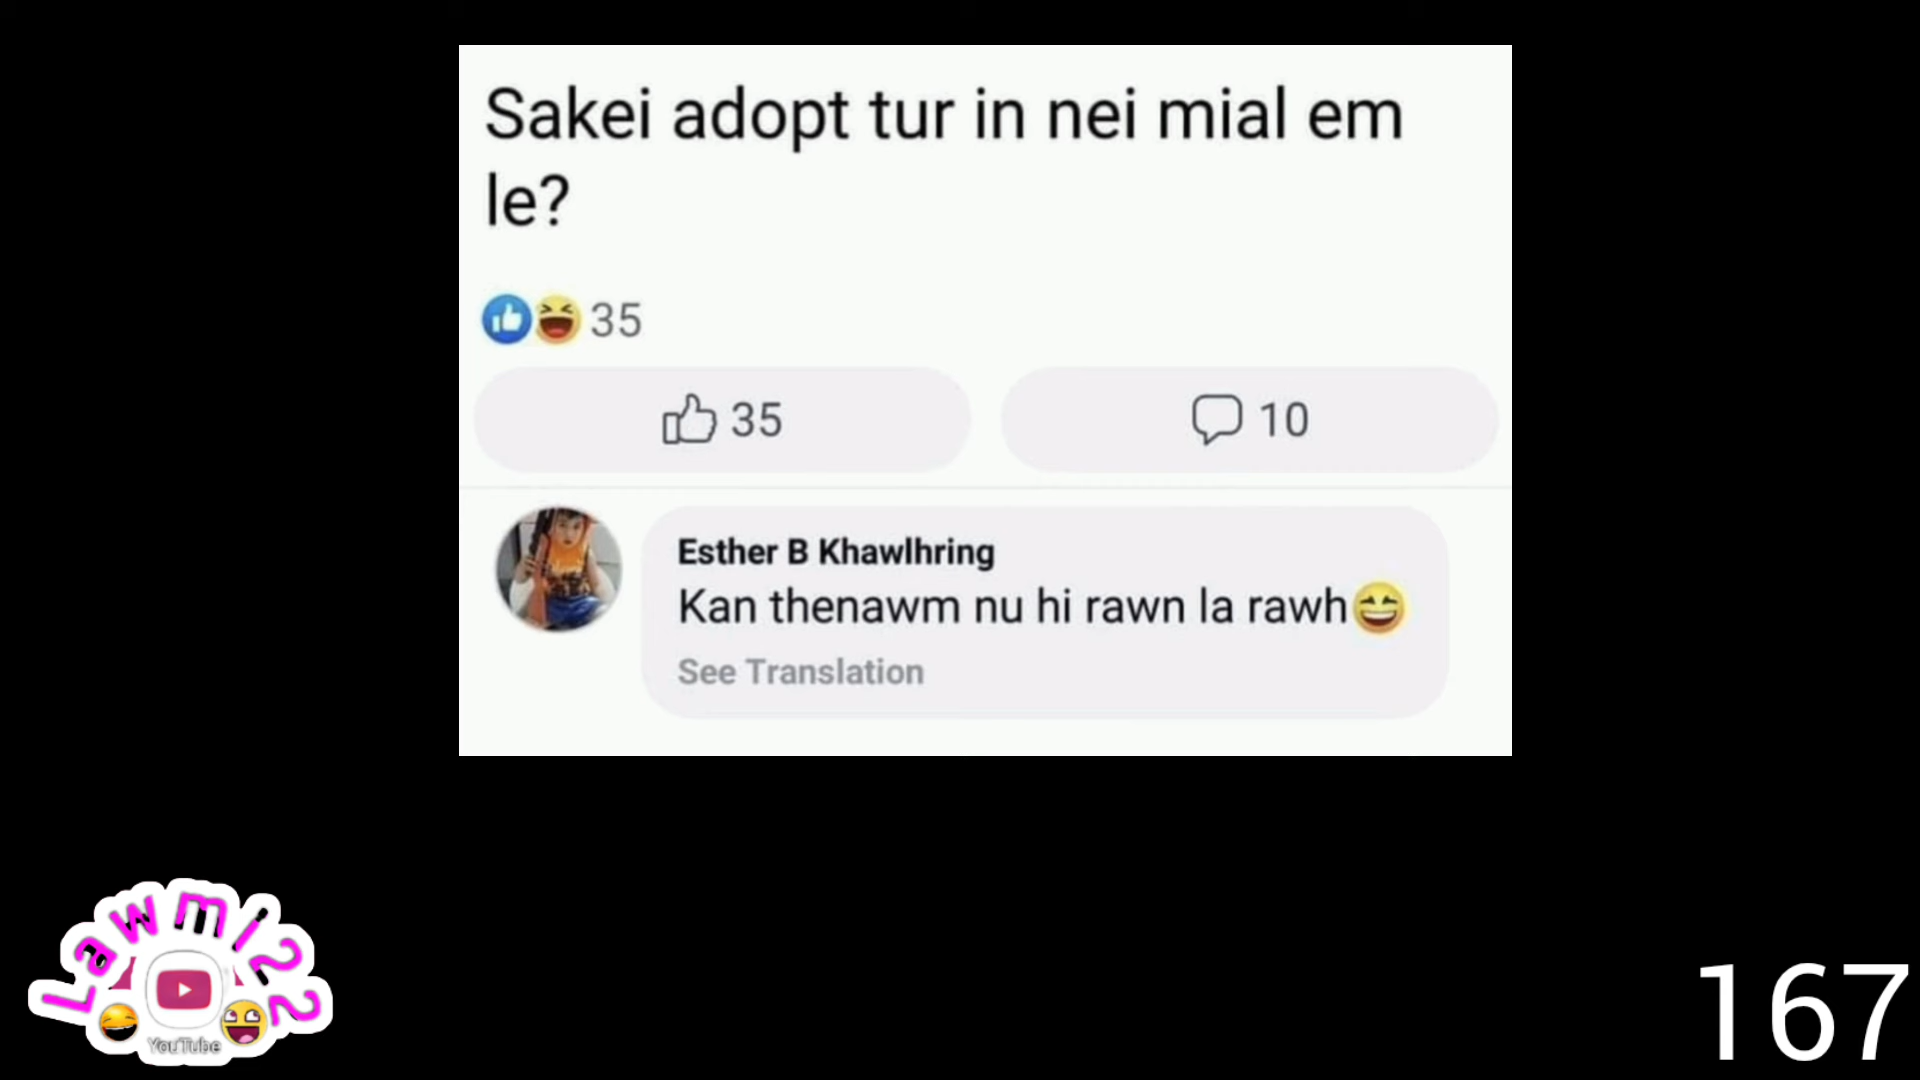 Sakei adopt tur in nei mial em
le?
35
35
10
Esther B Khawlhring
Kan thenawm nu hi rawn la rawh😄
See Translation
Lawmi22
YouTube
167